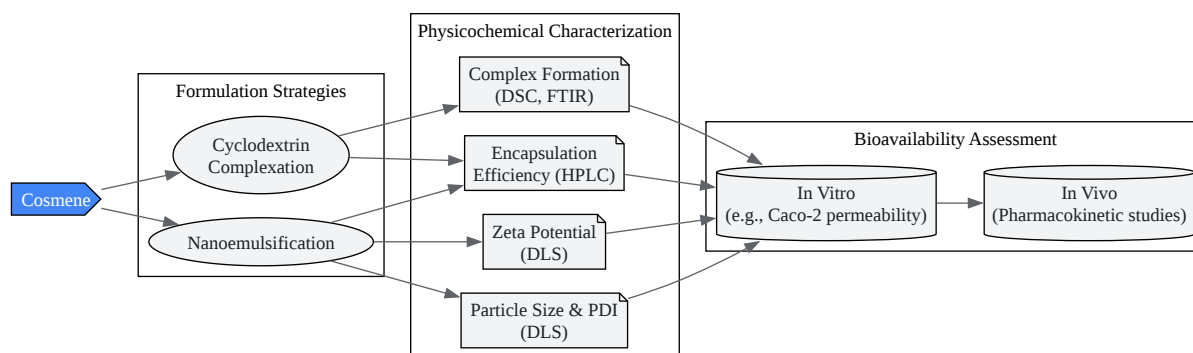 Cosmene
Formulation Strategies
Cyclodextrin
Complexation
Nanoemulsification
Physicochemical Characterization
Complex Formation
(DSC, FTIR)
Encapsulation
Efficiency (HPLC)
Zeta Potential
(DLS)
Particle Size & PDI
(DLS)
Bioavailability Assessment
In Vitro
(e.g., Caco-2 permeability)
In Vivo
(Pharmacokinetic studies)